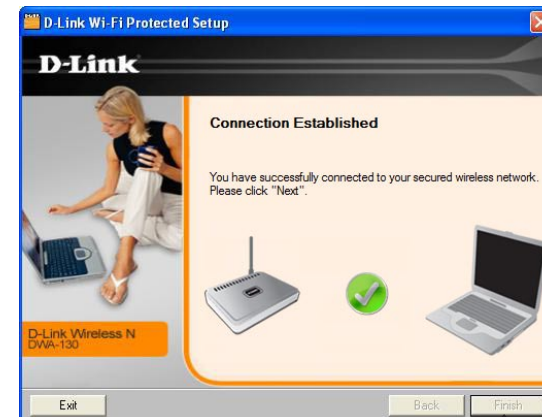 D-Link Wi-Fi Protected Setup
D-Link
Connection Established
You have successfully connected to your secured wireless network.
Please click "Next".
D-Link Wireless N
DWA-130
Exit
Back
Finish